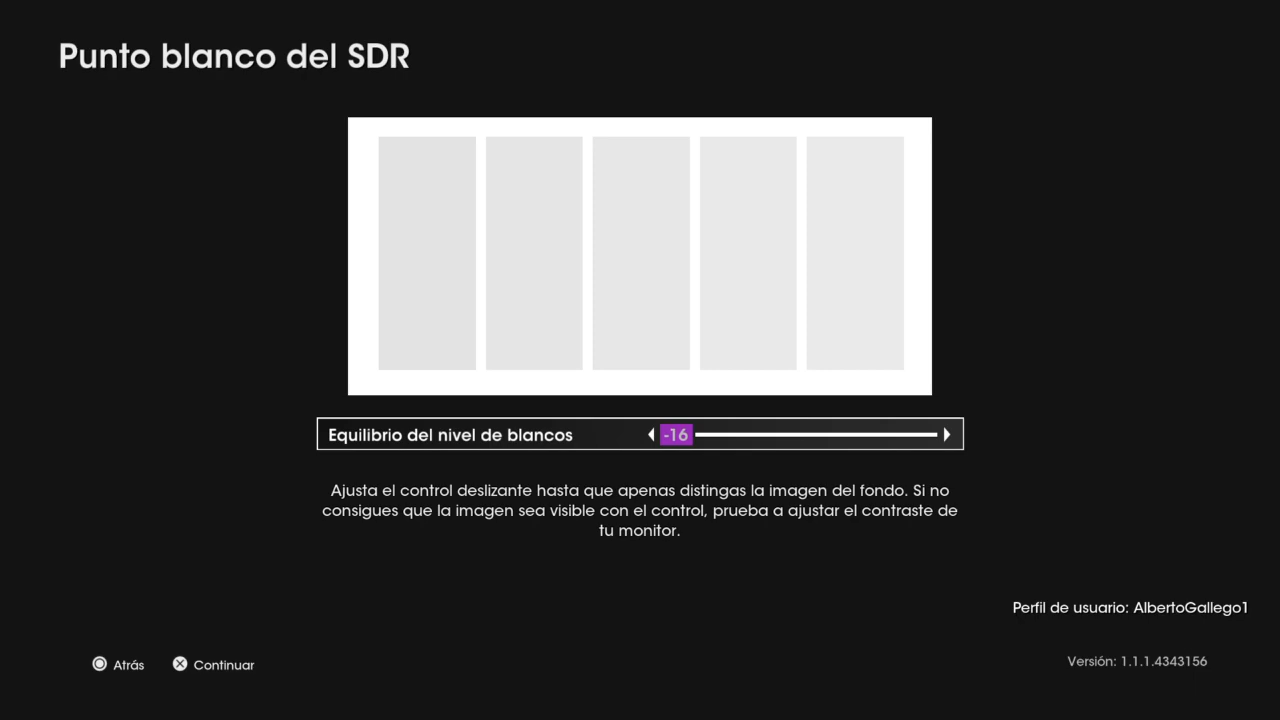 Punto blanco del SDR
Equilibrio del nivel de blancos -16
Ajusta el control deslizante hasta que apenas distingas la imagen del fondo. Si no
consigues que la imagen sea visible con el control, prueba a ajustar el contraste de
tu monitor.
Perfil de usuario: AlbertoGallego1
Atrás Continuar
Versión: 1.1.1.4343156